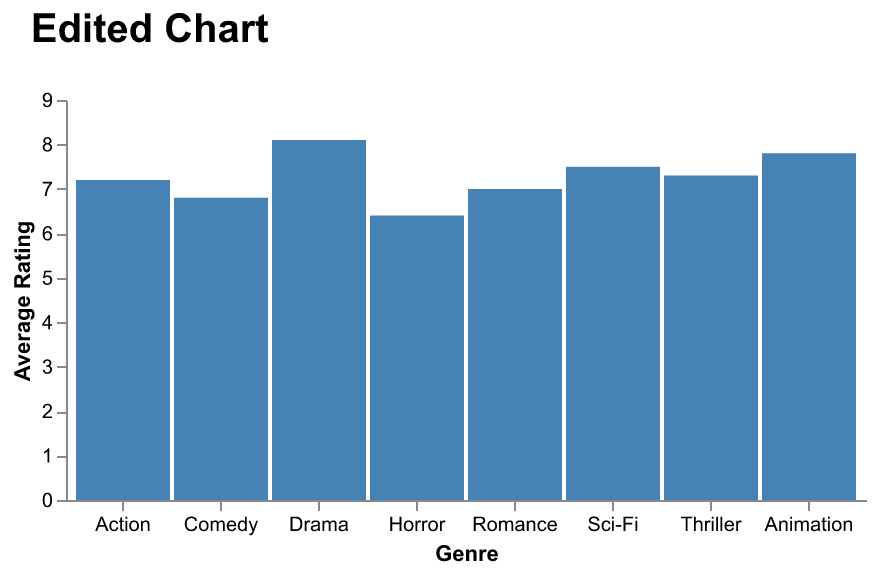 Edited Chart
9
8
7
6
5
4
3
2
1
0
Average Rating
Action Comedy Drama Horror Romance Sci-Fi Thriller Animation
Genre